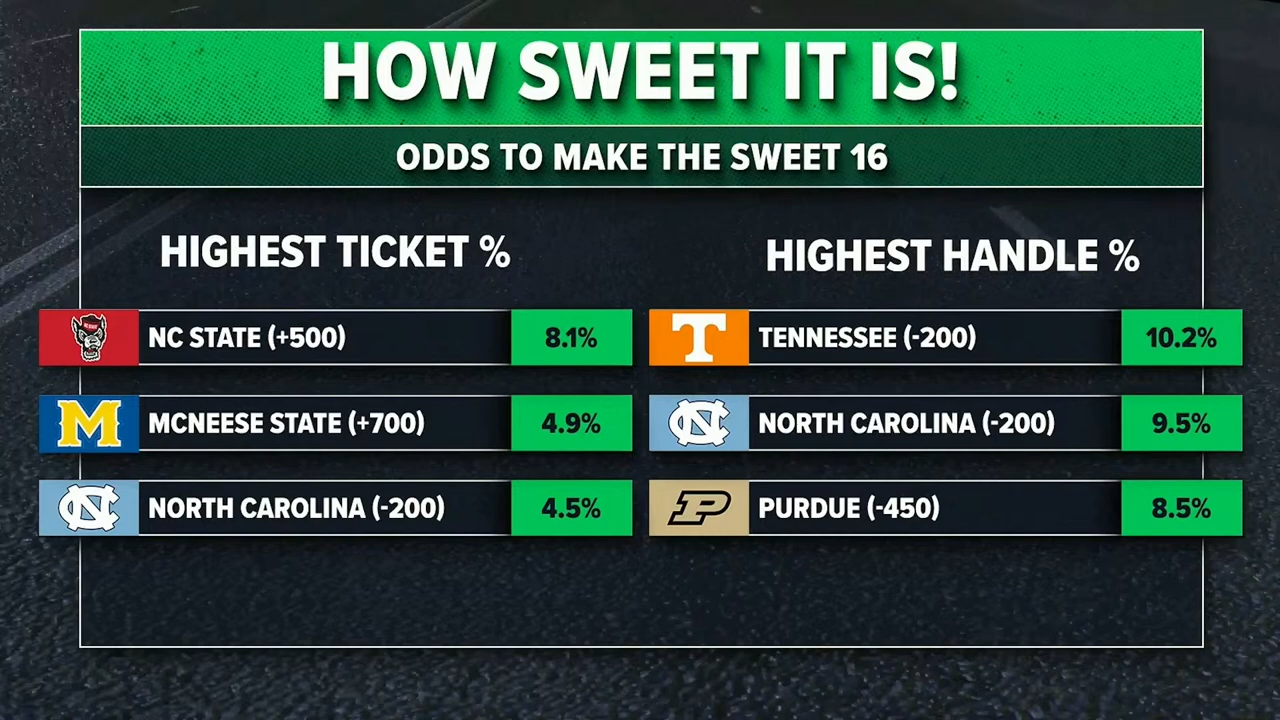 HOW SWEET IT IS!
ODDS TO MAKE THE SWEET 16
HIGHEST TICKET %
NC STATE (+500) 8.1%
M MCNEESE STATE (+700) 4.9%
NC NORTH CAROLINA (-200) 4.5%
HIGHEST HANDLE %
T TENNESSEE (-200) 10.2%
NC NORTH CAROLINA (-200) 9.5%
P PURDUE (-450) 8.5%